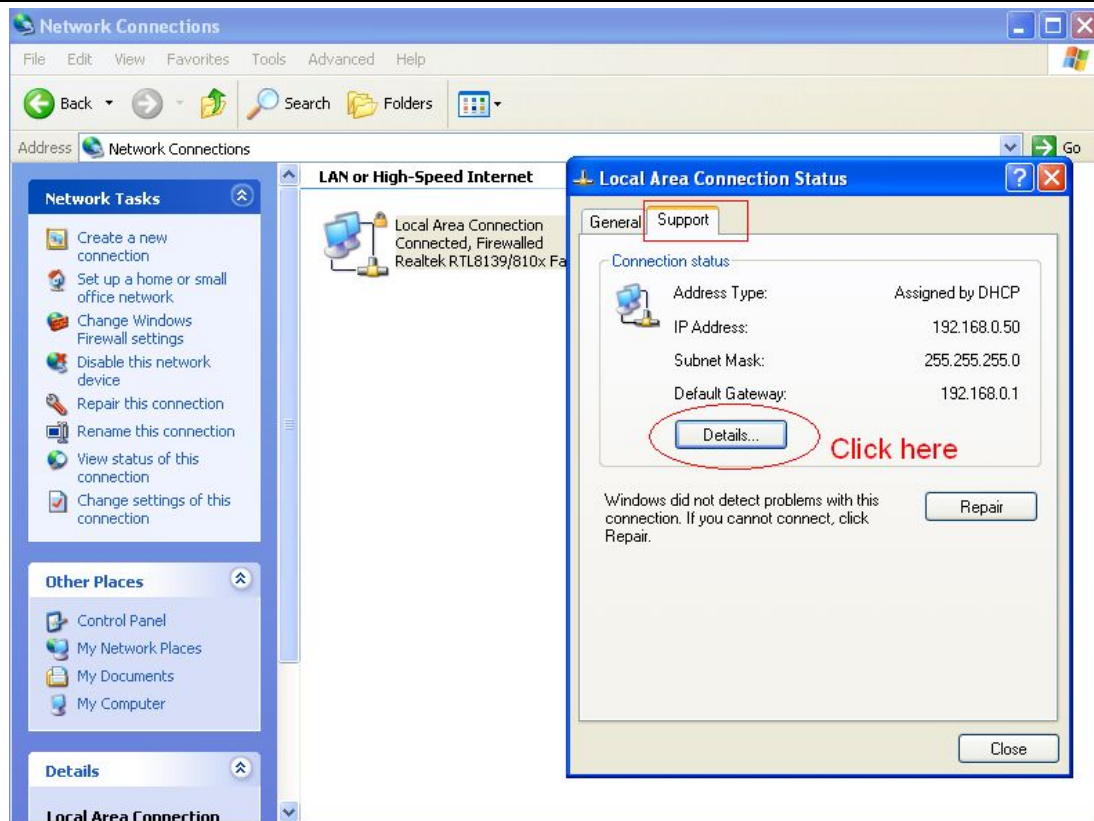 Network Connections
File Edit View Favorites Tools Advanced Help
Back Search Folders
Address Network Connections Go
Network Tasks
Create a new
connection
Set up a home or small
office network
Change Windows
Firewall settings
Disable this network
device
Repair this connection
Rename this connection
View status of this
connection
Change settings of this
connection
Other Places
Control Panel
My Network Places
My Documents
My Computer
Details
Local Area Connection
LAN or High-Speed Internet
Local Area Connection
Connected, Firewalled
Realtek RTL8139/810x Fa
Local Area Connection Status
General Support
Connection status
Address Type: Assigned by DHCP
IP Address: 192.168.0.50
Subnet Mask: 255.255.255.0
Default Gateway: 192.168.0.1
Details...
Click here
Windows did not detect problems with this
connection. If you cannot connect, click
Repair.
Repair
Close